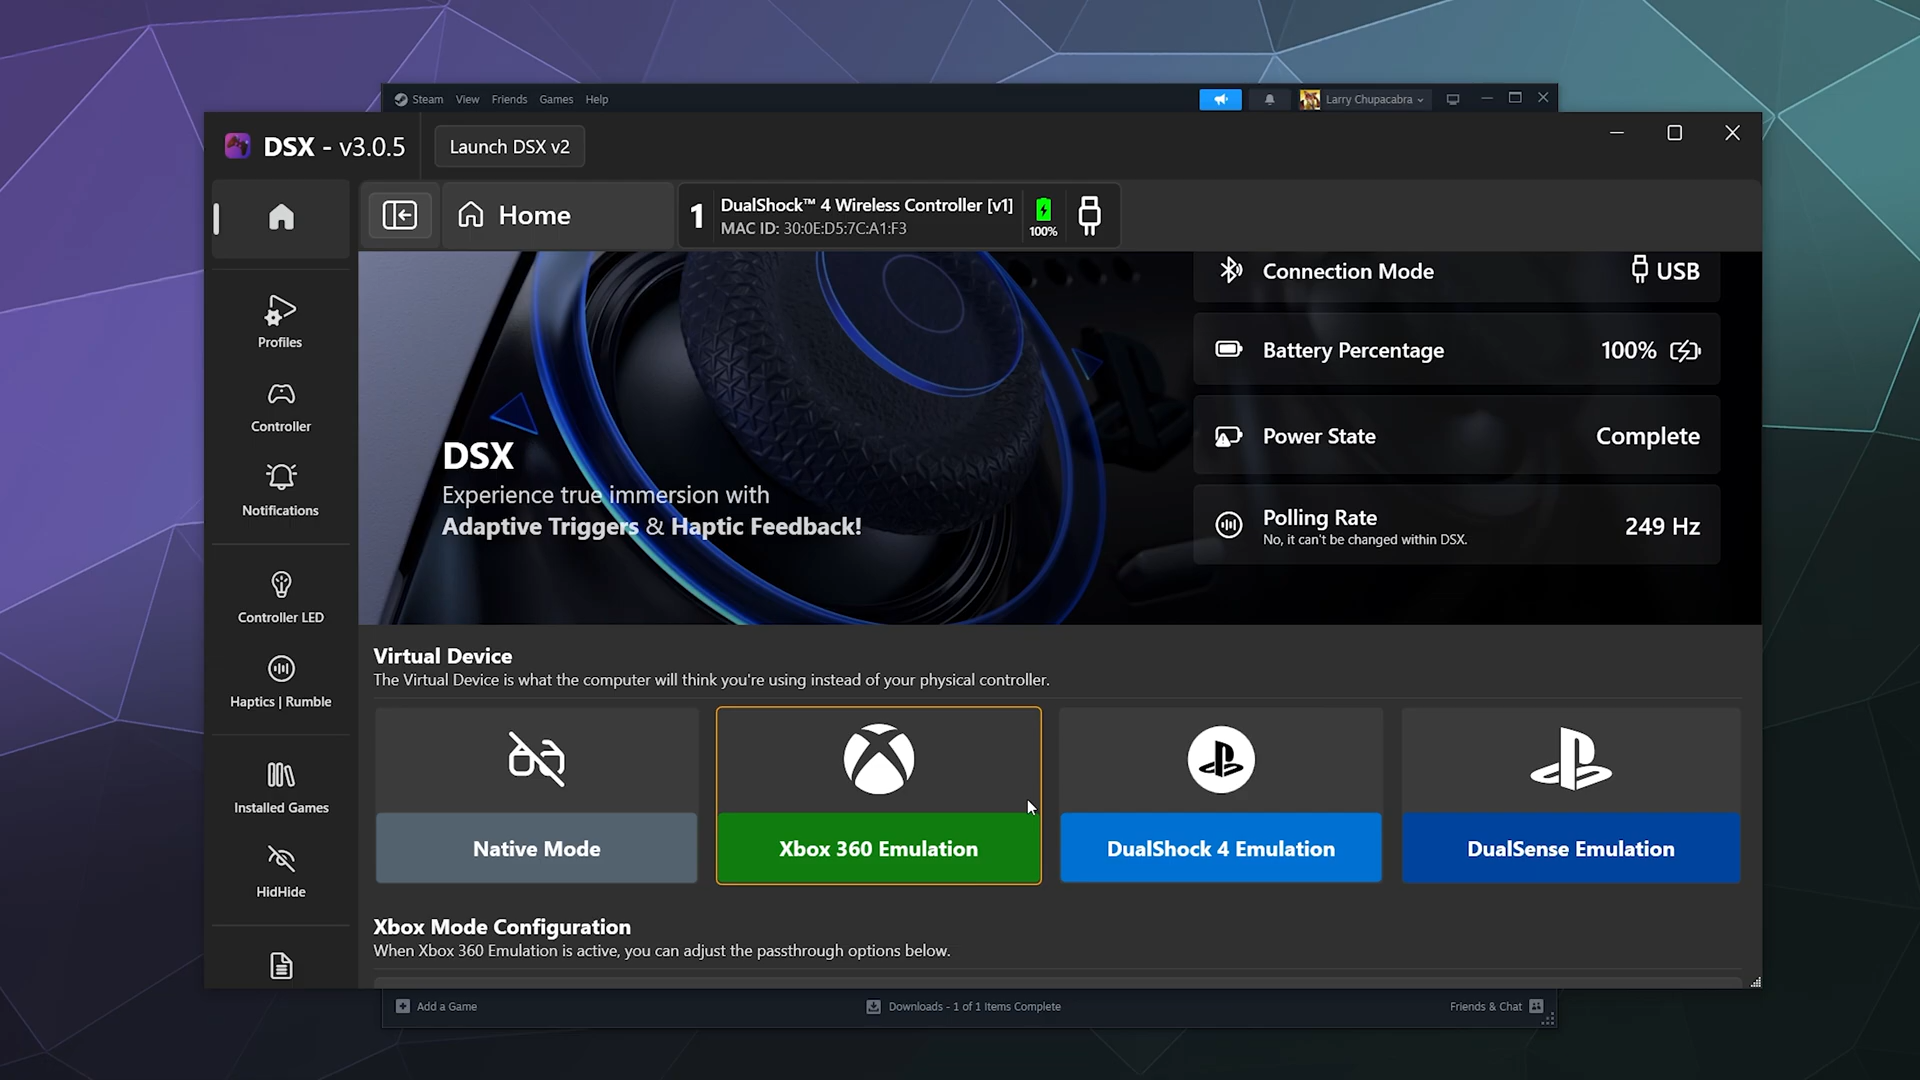 Steam View Friends Games Help
Larry Chupacabra
DSX - v3.0.5
Launch DSX v2
Home
1
DualShock™ 4 Wireless Controller [v1]
MAC ID: 30:0E:D5:7C:A1:F3
100%
Profiles
Controller
Notifications
Controller LED
Haptics | Rumble
Installed Games
HidHide
DSX
Experience true immersion with
Adaptive Triggers & Haptic Feedback!
Connection Mode
USB
Battery Percentage
100%
Power State
Complete
Polling Rate
No, it can't be changed within DSX.
249 Hz
Virtual Device
The Virtual Device is what the computer will think you're using instead of your physical controller.
Native Mode
Xbox 360 Emulation
DualShock 4 Emulation
DualSense Emulation
Xbox Mode Configuration
When Xbox 360 Emulation is active, you can adjust the passthrough options below.
Add a Game
Downloads - 1 of 1 Items Complete
Friends & Chat